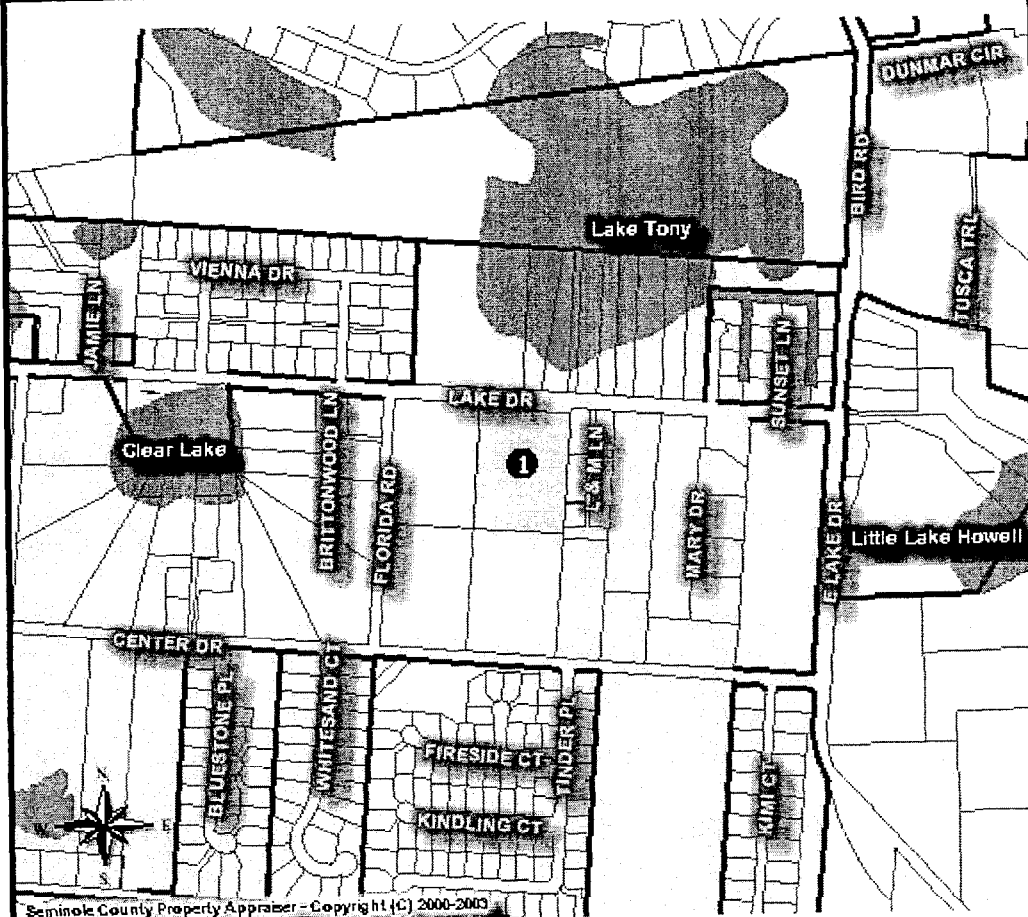 DUNMAR CIR
BIRD RD
TUSCA TRL
Lake Tony
VIENNA DR
JAMIE LN
SUNSET LN
LAKE DR
Clear Lake
BRITTONWOOD LN
FLORIDA RD
1
L & M LN
MARY DR
E LAKE DR
Little Lake Howell
CENTER DR
BLUESTONE PL
WHITESAND CT
FIRESIDE CT
TINDER PL
KINDLING CT
KIMI CT
N
W
E
S
Seminole County Property Appraiser - Copyright (C) 2000-2003